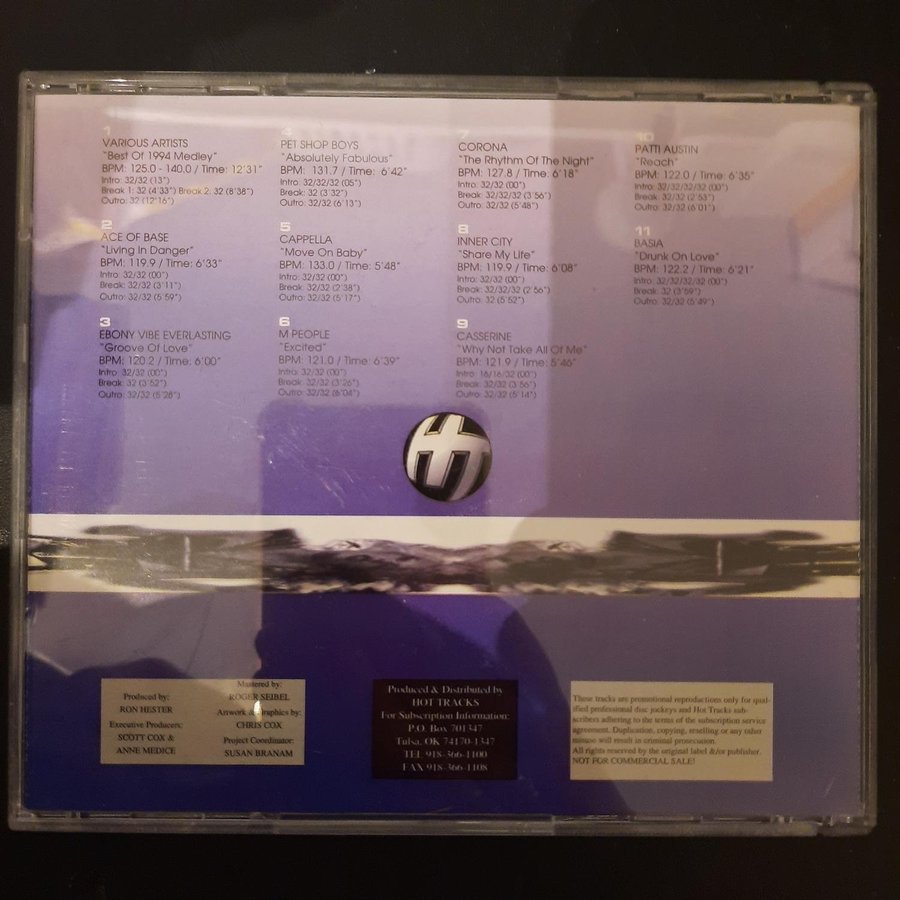 1
VARIOUS ARTISTS
"Best Of 1994 Medley"
BPM: 125.0 - 140.0 / Time: 12'31"
Intro: 32/32 (13")
Break 1: 32 (4'33") Break 2: 32 (8'38")
Outro: 32 (12'16")
2
ACE OF BASE
"Living In Danger"
BPM: 119.9 / Time: 6'33"
Intro: 32/32 (00")
Break: 32/32 (3'11")
Outro: 32/32 (5'59")
3
EBONY VIBE EVERLASTING
"Groove Of Love"
BPM: 120.2 / Time: 6'00"
Intro: 32/32 (00")
Break: 32 (3'52")
Outro: 32/32 (5'28")
4
PET SHOP BOYS
"Absolutely Fabulous"
BPM: 131.7 / Time: 6'42"
Intro: 32/32/32 (05")
Break: 32 (3'32")
Outro: 32/32 (6'13")
5
CAPPELLA
"Move On Baby"
BPM: 133.0 / Time: 5'48"
Intro: 32/32 (00")
Break: 32/32 (2'38")
Outro: 32/32 (5'17")
6
M PEOPLE
"Excited"
BPM: 121.0 / Time: 6'39"
Intro: 32/32 (00")
Break: 32/32 (3'26")
Outro: 32/32 (6'04")
7
CORONA
"The Rhythm Of The Night"
BPM: 127.8 / Time: 6'18"
Intro: 32/32 (00")
Break: 32/32/32 (3'56")
Outro: 32/32 (5'48")
8
INNER CITY
"Share My Life"
BPM: 119.9 / Time: 6'08"
Intro: 32/32 (00")
Break: 32/32/32 (2'56")
Outro: 32 (5'52")
9
CASSERINE
"Why Not Take All Of Me"
BPM: 121.9 / Time: 5'46"
Intro: 16/16/32 (00")
Break: 32/32 (3'56")
Outro: 32/32 (5'14")
10
PATTI AUSTIN
"Reach"
BPM: 122.0 / Time: 6'35"
Intro: 32/32/32/32 (00")
Break: 32/32 (2'53")
Outro: 32/32 (6'01")
11
BASIA
"Drunk On Love"
BPM: 122.2 / Time: 6'21"
Intro: 32/32/32/32 (00")
Break: 32 (3'59")
Outro: 32/32 (5'49")
Produced by:
RON HESTER
Executive Producers:
SCOTT COX &
ANNE MEDICE
Mastered by:
ROGER SEIBEL
Artwork & Graphics by:
CHRIS COX
Project Coordinator:
SUSAN BRANAM
Produced & Distributed by
HOT TRACKS
For Subscription Information:
P.O. Box 701347
Tulsa, OK 74170-1347
TEL 918-366-1100
FAX 918-366-1108
These tracks are promotional reproductions only for qual-
ified professional disc jockeys and Hot Tracks sub-
scribers adhering to the terms of the subscription service
agreement. Duplication, copying, reselling or any other
misuse will result in criminal prosecution.
All rights reserved by the original label &/or publisher.
NOT FOR COMMERCIAL SALE!